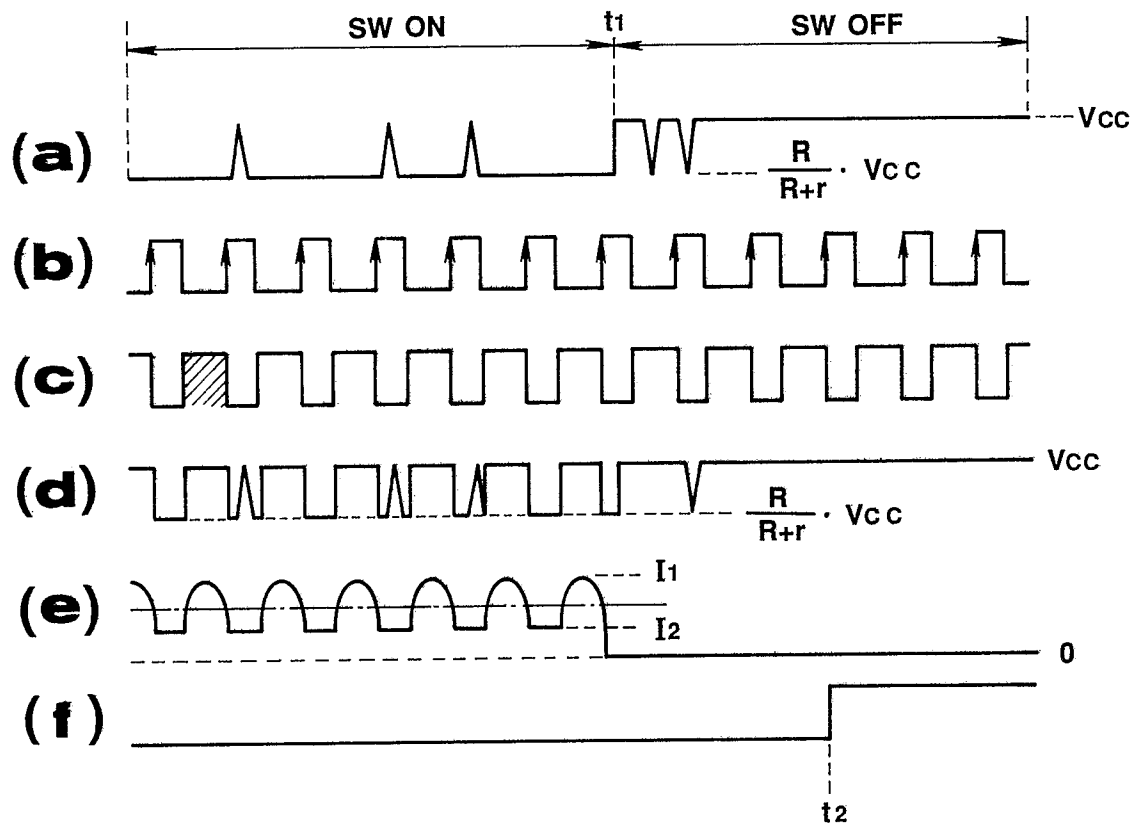 SW ON
t1
SW OFF
(a)
VCC
R/R+r · VCC
(b)
(c)
(d)
VCC
R/R+r · VCC
(e)
I1
I2
0
(f)
t2